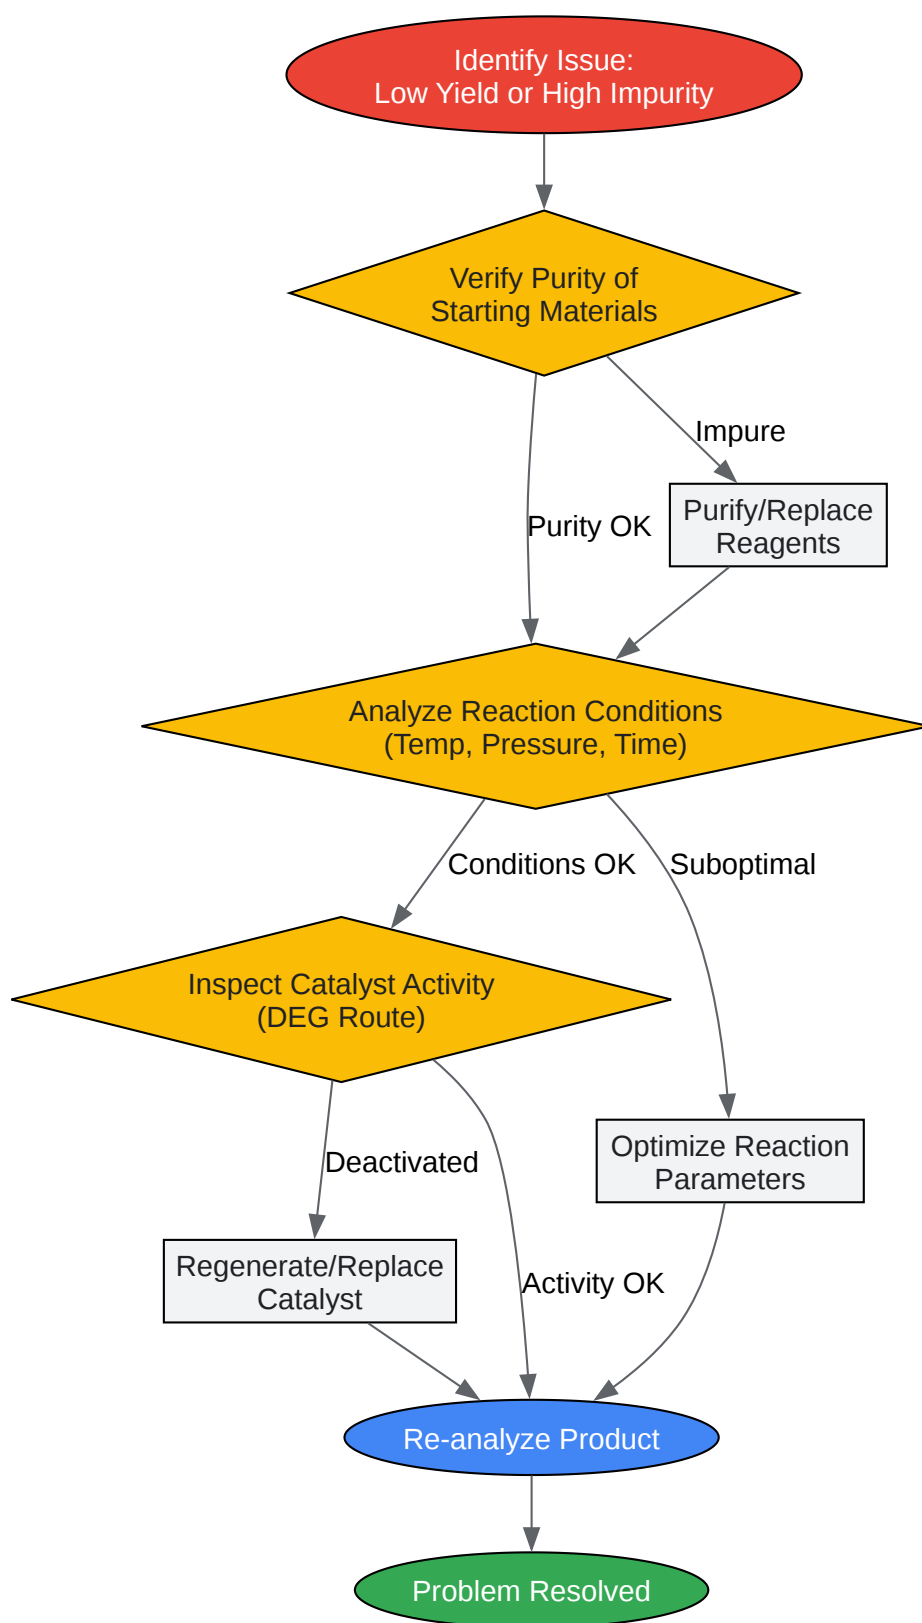 Identify Issue:
Low Yield or High Impurity
Verify Purity of
Starting Materials
Impure
Purity OK
Purify/Replace
Reagents
Analyze Reaction Conditions
(Temp, Pressure, Time)
Conditions OK
Suboptimal
Inspect Catalyst Activity
(DEG Route)
Deactivated
Optimize Reaction
Parameters
Regenerate/Replace
Catalyst
Activity OK
Re-analyze Product
Problem Resolved